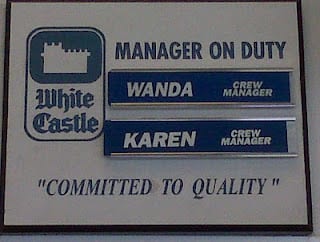 White
Castle
MANAGER ON DUTY
WANDA CREW
MANAGER
KAREN CREW
MANAGER
"COMMITTED TO QUALITY"